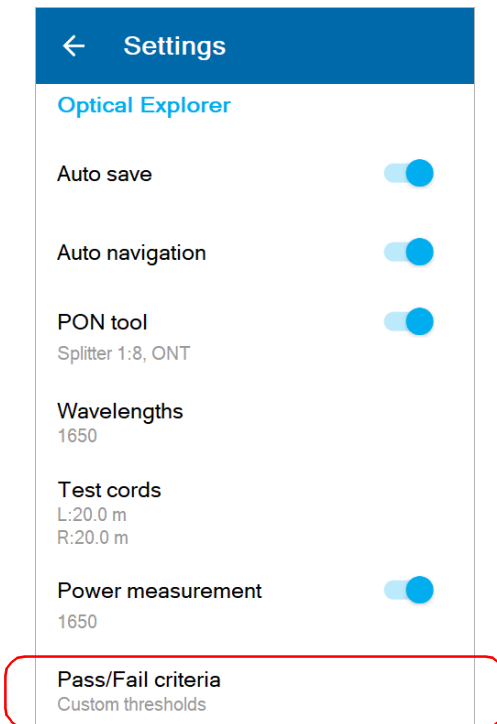 Settings
Optical Explorer
Auto save
Auto navigation
PON tool
Splitter 1:8, ONT
Wavelengths
1650
Test cords
L:20.0 m
R:20.0 m
Power measurement
1650
Pass/Fail criteria
Custom thresholds